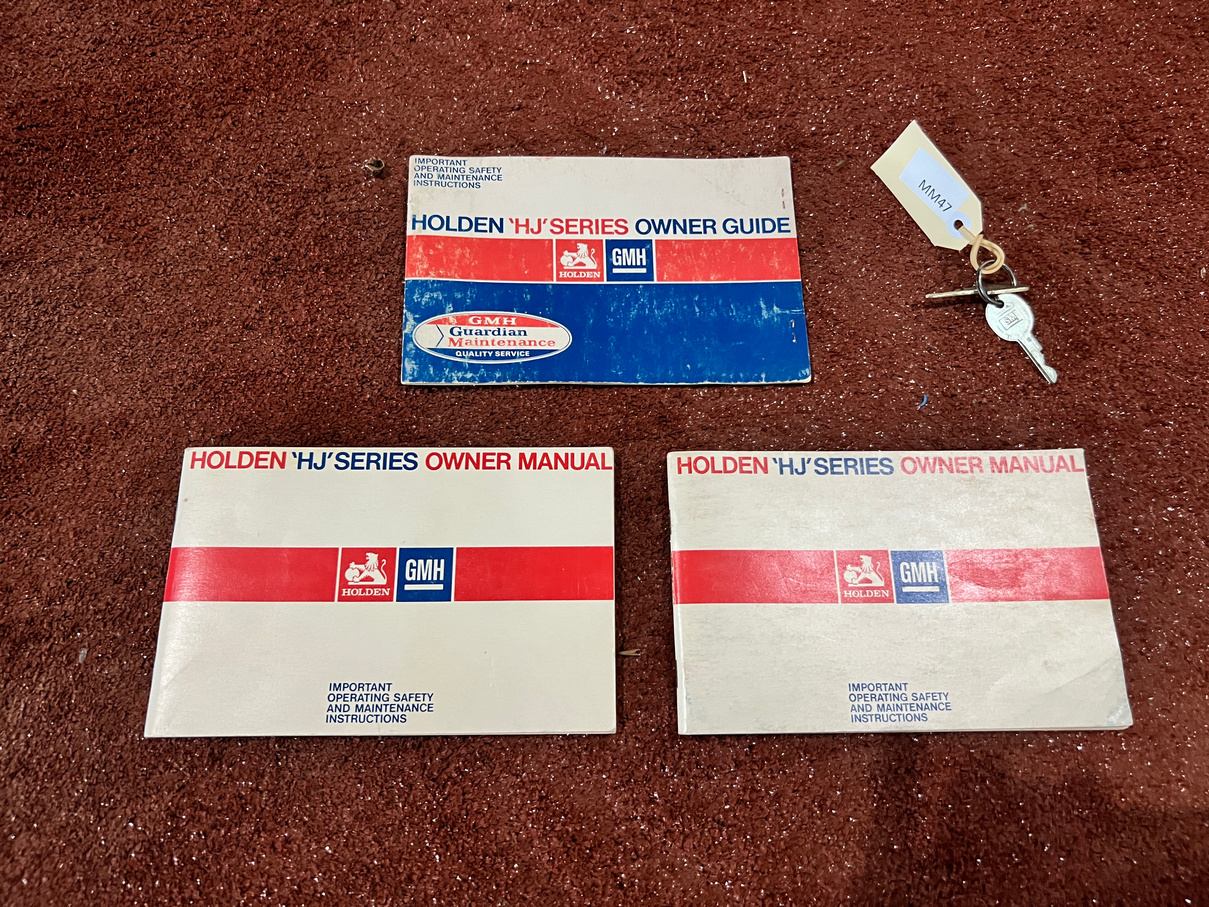 IMPORTANT
OPERATING SAFETY
AND MAINTENANCE
INSTRUCTIONS
HOLDEN 'HJ' SERIES OWNER GUIDE
HOLDEN
GMH
GMH
Guardian
Maintenance
QUALITY SERVICE
MM47
HOLDEN 'HJ' SERIES OWNER MANUAL
HOLDEN
GMH
IMPORTANT
OPERATING SAFETY
AND MAINTENANCE
INSTRUCTIONS
HOLDEN 'HJ' SERIES OWNER MANUAL
HOLDEN
GMH
IMPORTANT
OPERATING SAFETY
AND MAINTENANCE
INSTRUCTIONS